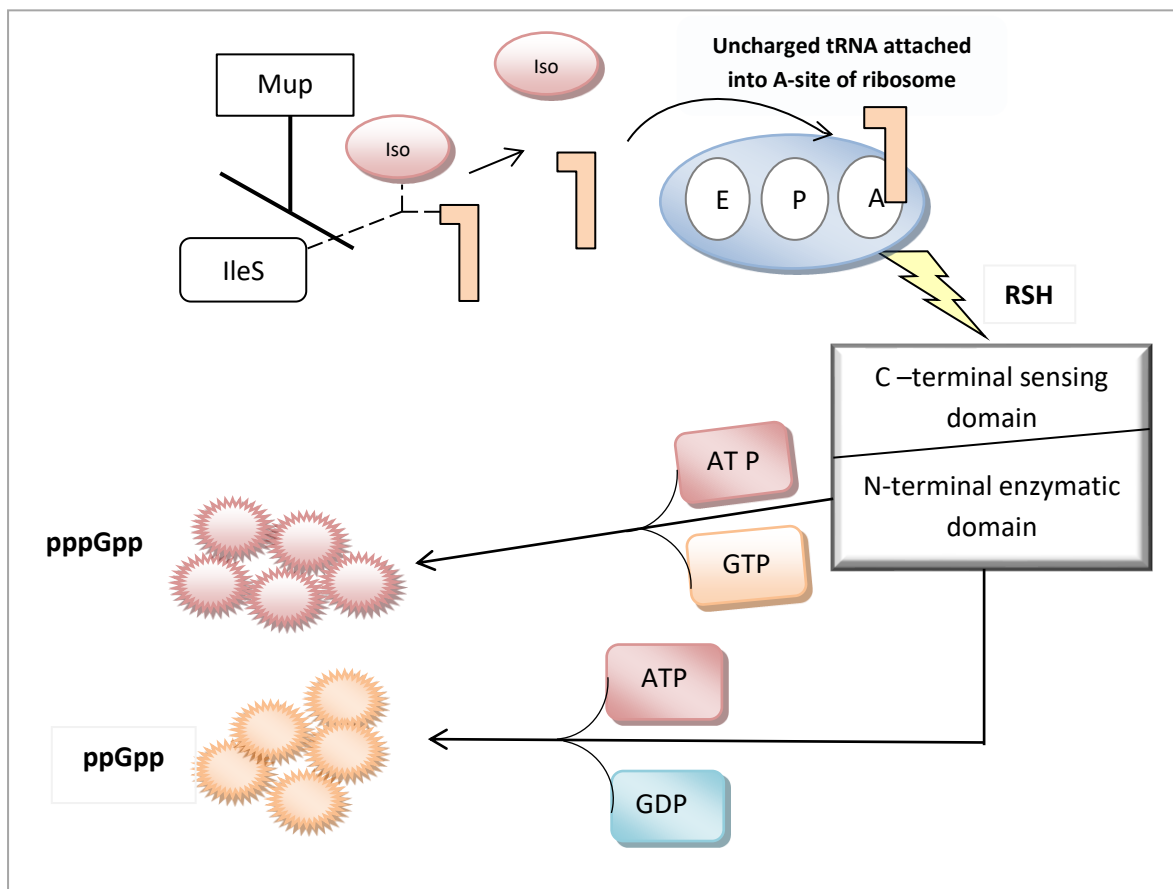 Mup
Iso
Iso
IleS
Uncharged tRNA attached
into A-site of ribosome
E
P
A
RSH
C –terminal sensing
domain
N-terminal enzymatic
domain
AT P
GTP
pppGpp
ATP
GDP
ppGpp